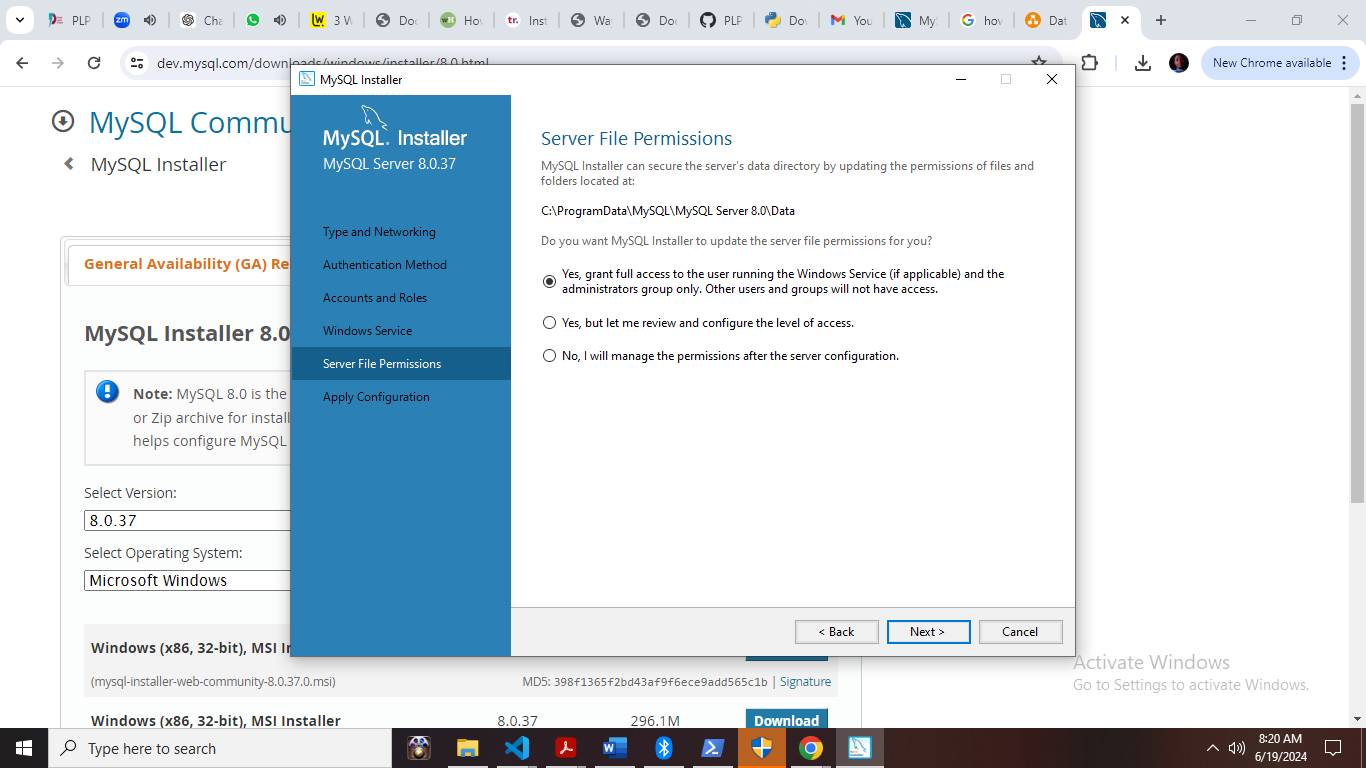 PLP
Cha
3 W
Doc
How
Inst
Way
Doc
PLP
Dov
You
My
how
Dat
dev.mysql.com/downloads/windows/installer/8.0.html
New Chrome available
MySQL Commu
MySQL Installer
General Availability (GA) Re
MySQL Installer 8.0
Note: MySQL 8.0 is the
or Zip archive for install
helps configure MySQL
Select Version:
8.0.37
Select Operating System:
Microsoft Windows
Windows (x86, 32-bit), MSI In
(mysql-installer-web-community-8.0.37.0.msi)
MD5: 398f1365f2bd43af9f6ece9add565c1b | Signature
Windows (x86, 32-bit), MSI Installer
8.0.37
296.1M
Download
MySQL Installer
MySQL. Installer
MySQL Server 8.0.37
Type and Networking
Authentication Method
Accounts and Roles
Windows Service
Server File Permissions
Apply Configuration
Server File Permissions
MySQL Installer can secure the server's data directory by updating the permissions of files and
folders located at:
C:\ProgramData\MySQL\MySQL Server 8.0\Data
Do you want MySQL Installer to update the server file permissions for you?
Yes, grant full access to the user running the Windows Service (if applicable) and the
administrators group only. Other users and groups will not have access.
Yes, but let me review and configure the level of access.
No, I will manage the permissions after the server configuration.
< Back
Next >
Cancel
Activate Windows
Go to Settings to activate Windows.
Type here to search
8:20 AM
6/19/2024